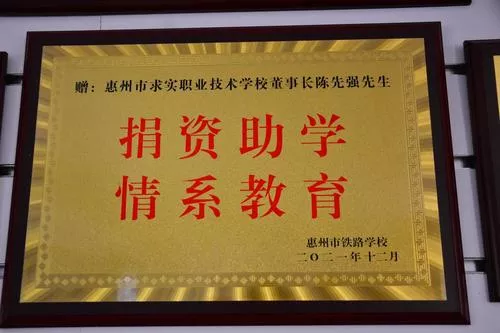 赠：惠州市求实职业技术学校董事长陈先强先生
捐资助学
情系教育
惠州市铁路学校
二〇二一年十二月